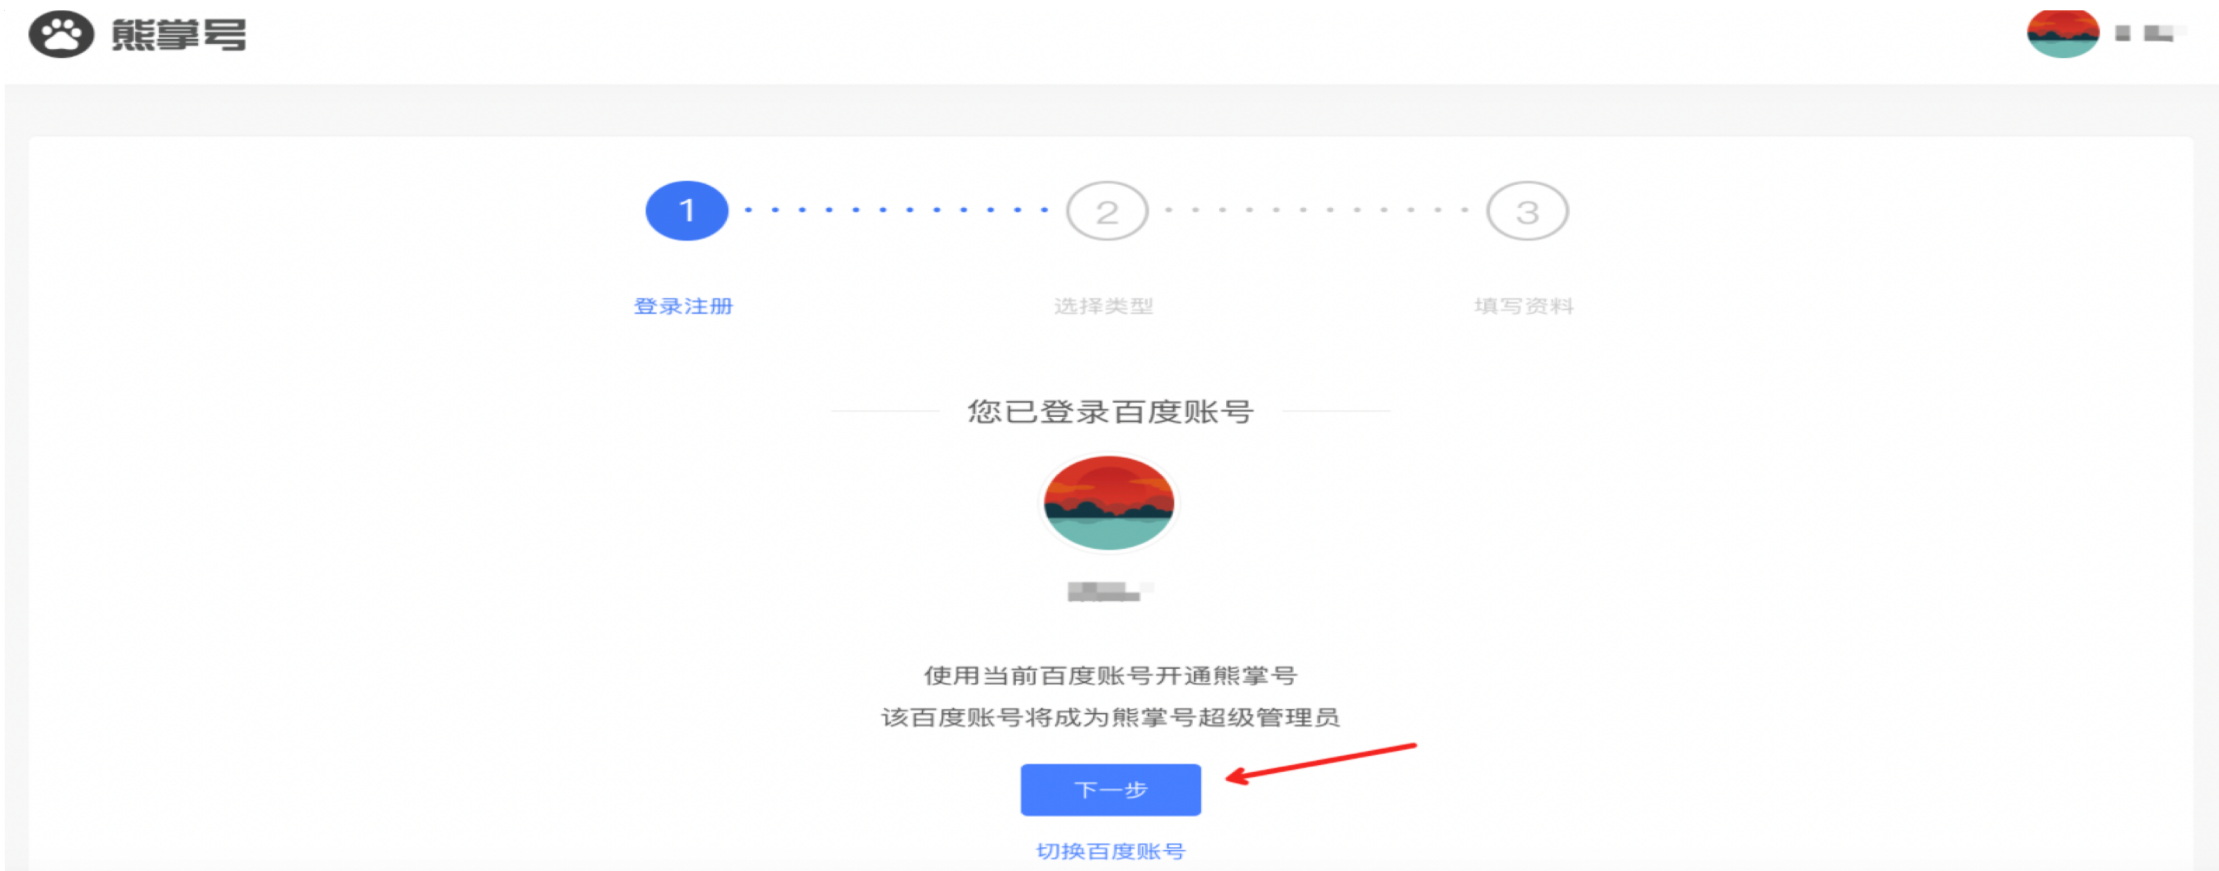 熊掌号
1
2
3
登录注册
选择类型
填写资料
您已登录百度账号
使用当前百度账号开通熊掌号
该百度账号将成为熊掌号超级管理员
下一步
切换百度账号